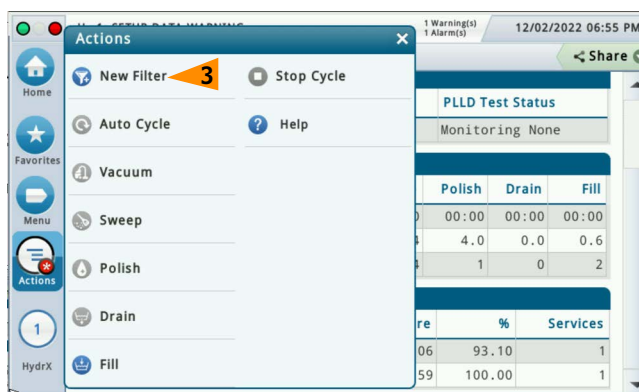 1 Warning(s)
1 Alarm(s)
12/02/2022 06:55 PM
Actions
×
Share
Home
Favorites
Menu
Actions
1
HydrX
New Filter
3
Stop Cycle
Auto Cycle
?
Help
Vacuum
Sweep
Polish
Drain
Fill
PLLD Test Status
Monitoring None
Polish Drain Fill
00:00 00:00 00:00
4.0 0.0 0.6
1 0 2
% Services
06 93.10 1
59 100.00 1